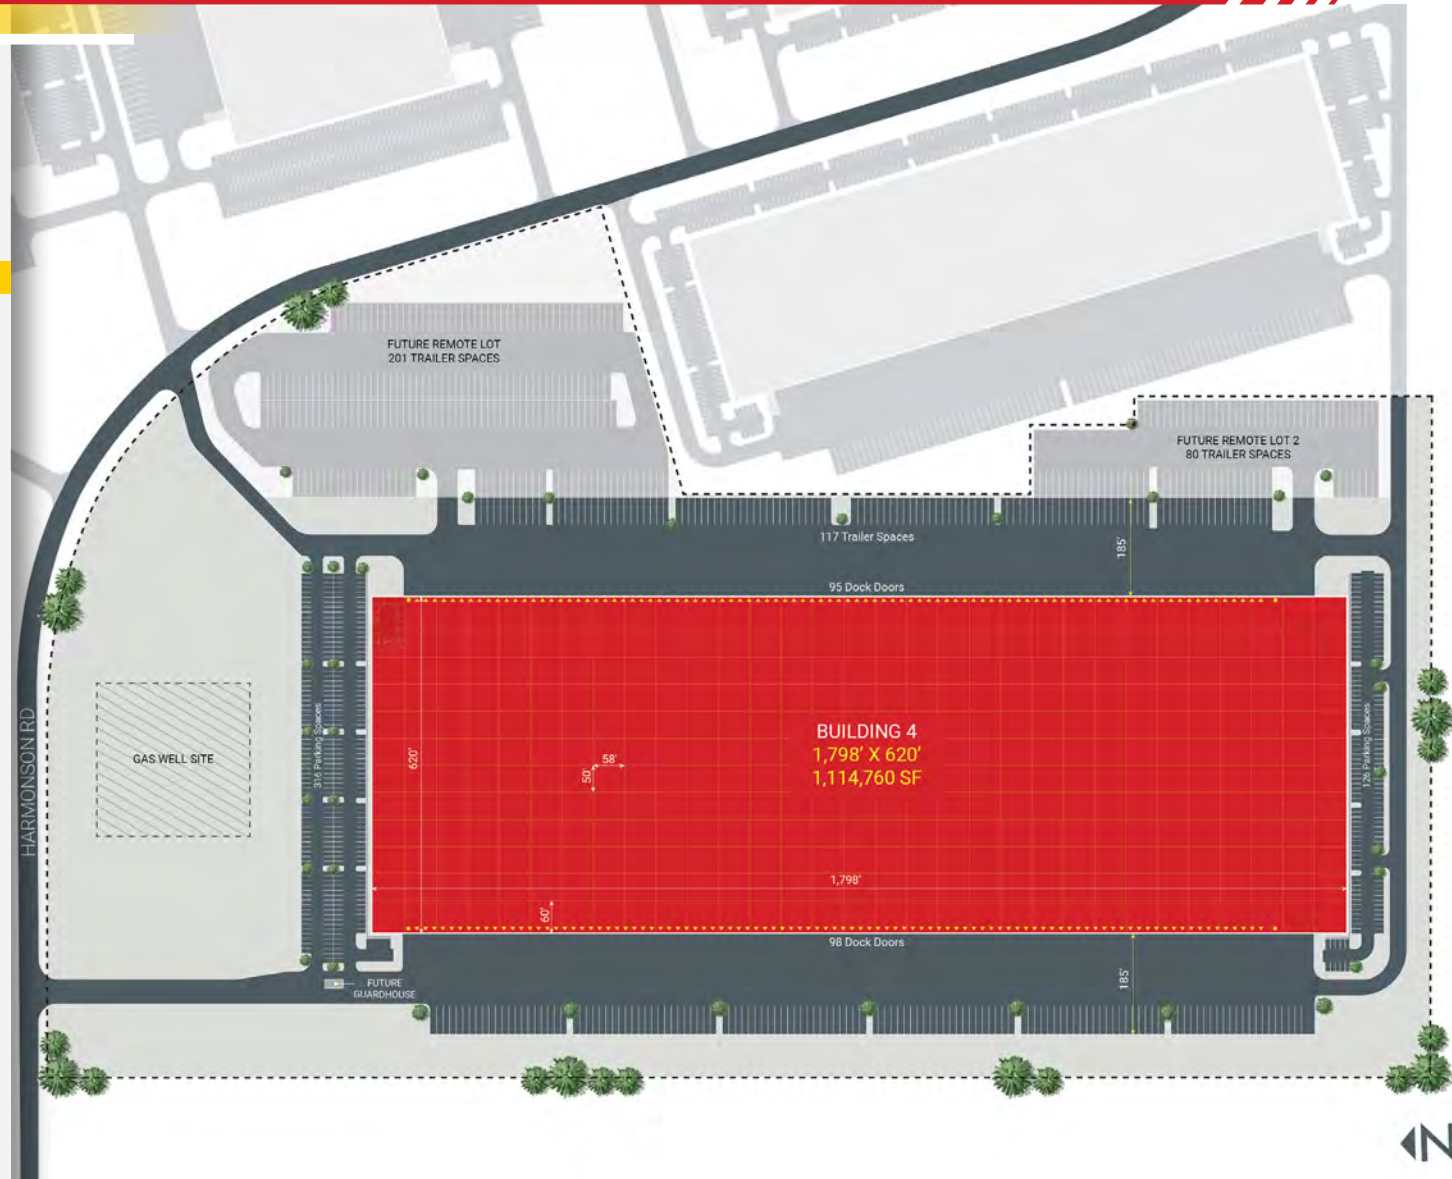 FUTURE REMOTE LOT
201 TRAILER SPACES
FUTURE REMOTE LOT 2
80 TRAILER SPACES
117 Trailer Spaces
185'
95 Dock Doors
HARMONSON RD
GAS WELL SITE
316 Parking Spaces
620'
50'
58'
BUILDING 4
1,798' X 620'
1,114,760 SF
126 Parking Spaces
1,798'
60'
98 Dock Doors
185'
FUTURE
GUARDHOUSE
N